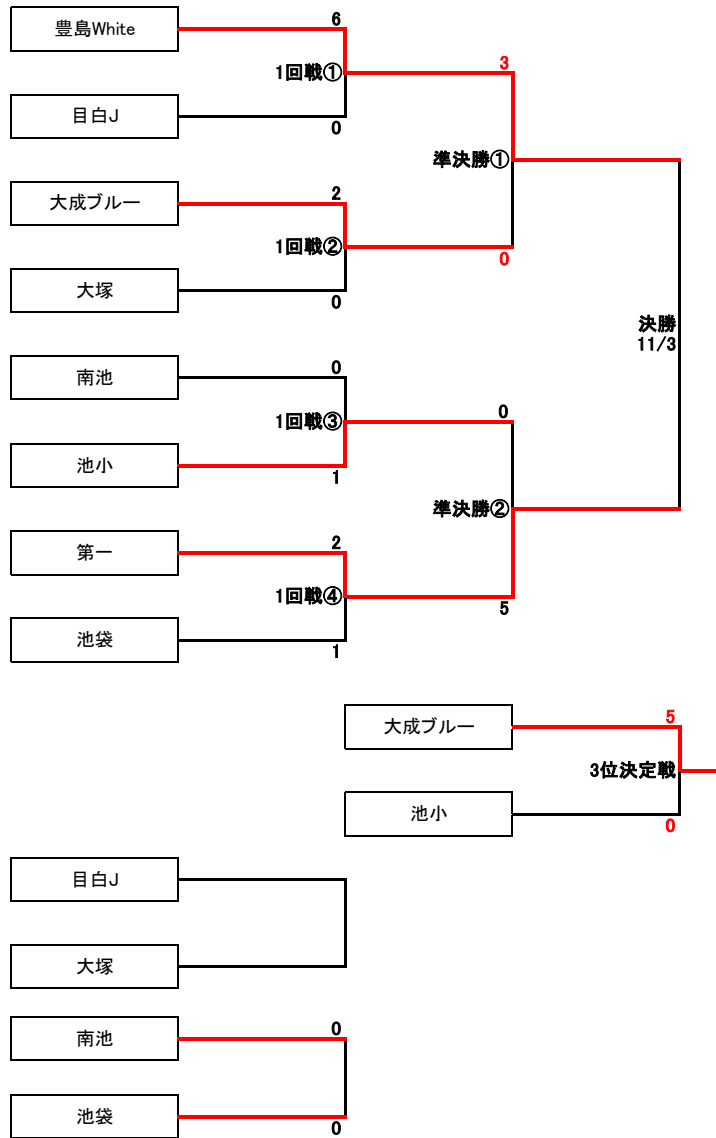 豊島White
6
1回戦①
目白J
0
3
準決勝①
大成ブルー
2
1回戦②
0
大塚
0
決勝
11/3
南池
0
1回戦③
池小
1
0
準決勝②
第一
2
1回戦④
5
池袋
1
大成ブルー
5
3位決定戦
池小
0
目白J
大塚
南池
0
池袋
0